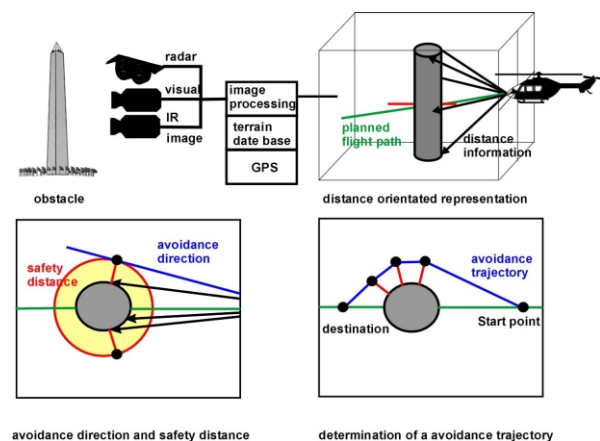 radar
visual
IR
image
image
processing
terrain
date base
GPS
obstacle
planned
flight path
distance
information
distance orientated representation
safety
distance
avoidance
direction
avoidance direction and safety distance
avoidance
trajectory
destination
Start point
determination of a avoidance trajectory